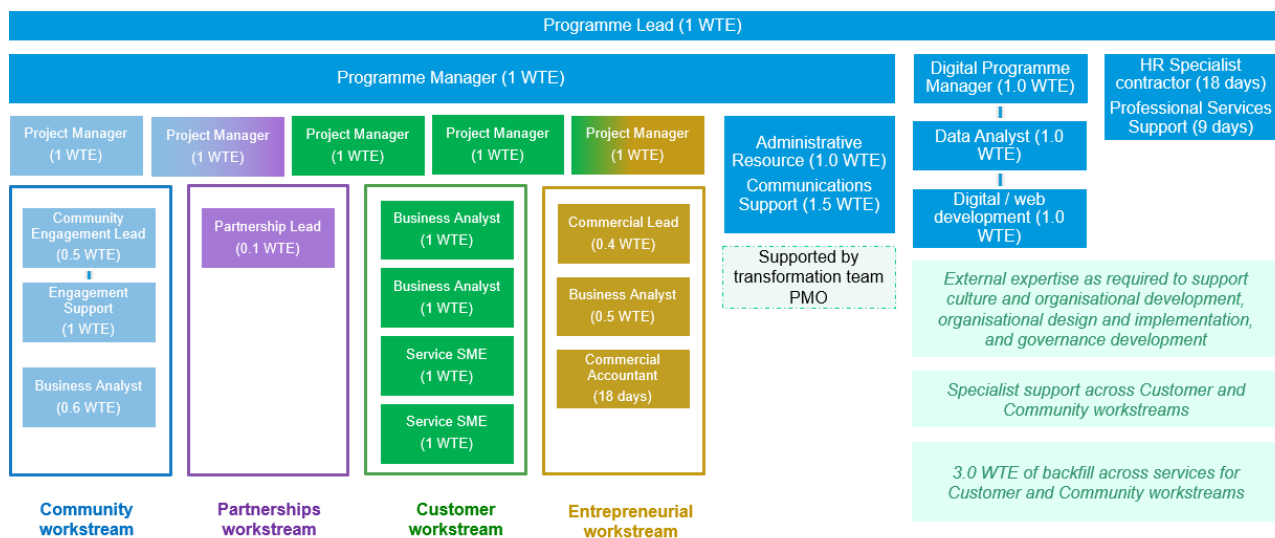 Programme Lead (1 WTE)
Programme Manager (1 WTE)
Digital Programme
Manager (1.0 WTE)
HR Specialist
contractor (18 days)
Professional Services
Support (9 days)
Project Manager
(1 WTE)
Project Manager
(1 WTE)
Project Manager
(1 WTE)
Project Manager
(1 WTE)
Project Manager
(1 WTE)
Administrative
Resource (1.0 WTE)
Communications
Support (1.5 WTE)
Data Analyst (1.0
WTE)
Digital / web
development (1.0
WTE)
Community
Engagement Lead
(0.5 WTE)
Engagement
Support
(1 WTE)
Business Analyst
(0.6 WTE)
Partnership Lead
(0.1 WTE)
Business Analyst
(1 WTE)
Business Analyst
(1 WTE)
Service SME
(1 WTE)
Service SME
(1 WTE)
Commercial Lead
(0.4 WTE)
Business Analyst
(0.5 WTE)
Commercial
Accountant
(18 days)
Supported by
transformation team
PMO
External expertise as required to support
culture and organisational development,
organisational design and implementation,
and governance development
Specialist support across Customer and
Community workstreams
3.0 WTE of backfill across services for
Customer and Community workstreams
Community
workstream
Partnerships
workstream
Customer
workstream
Entrepreneurial
workstream